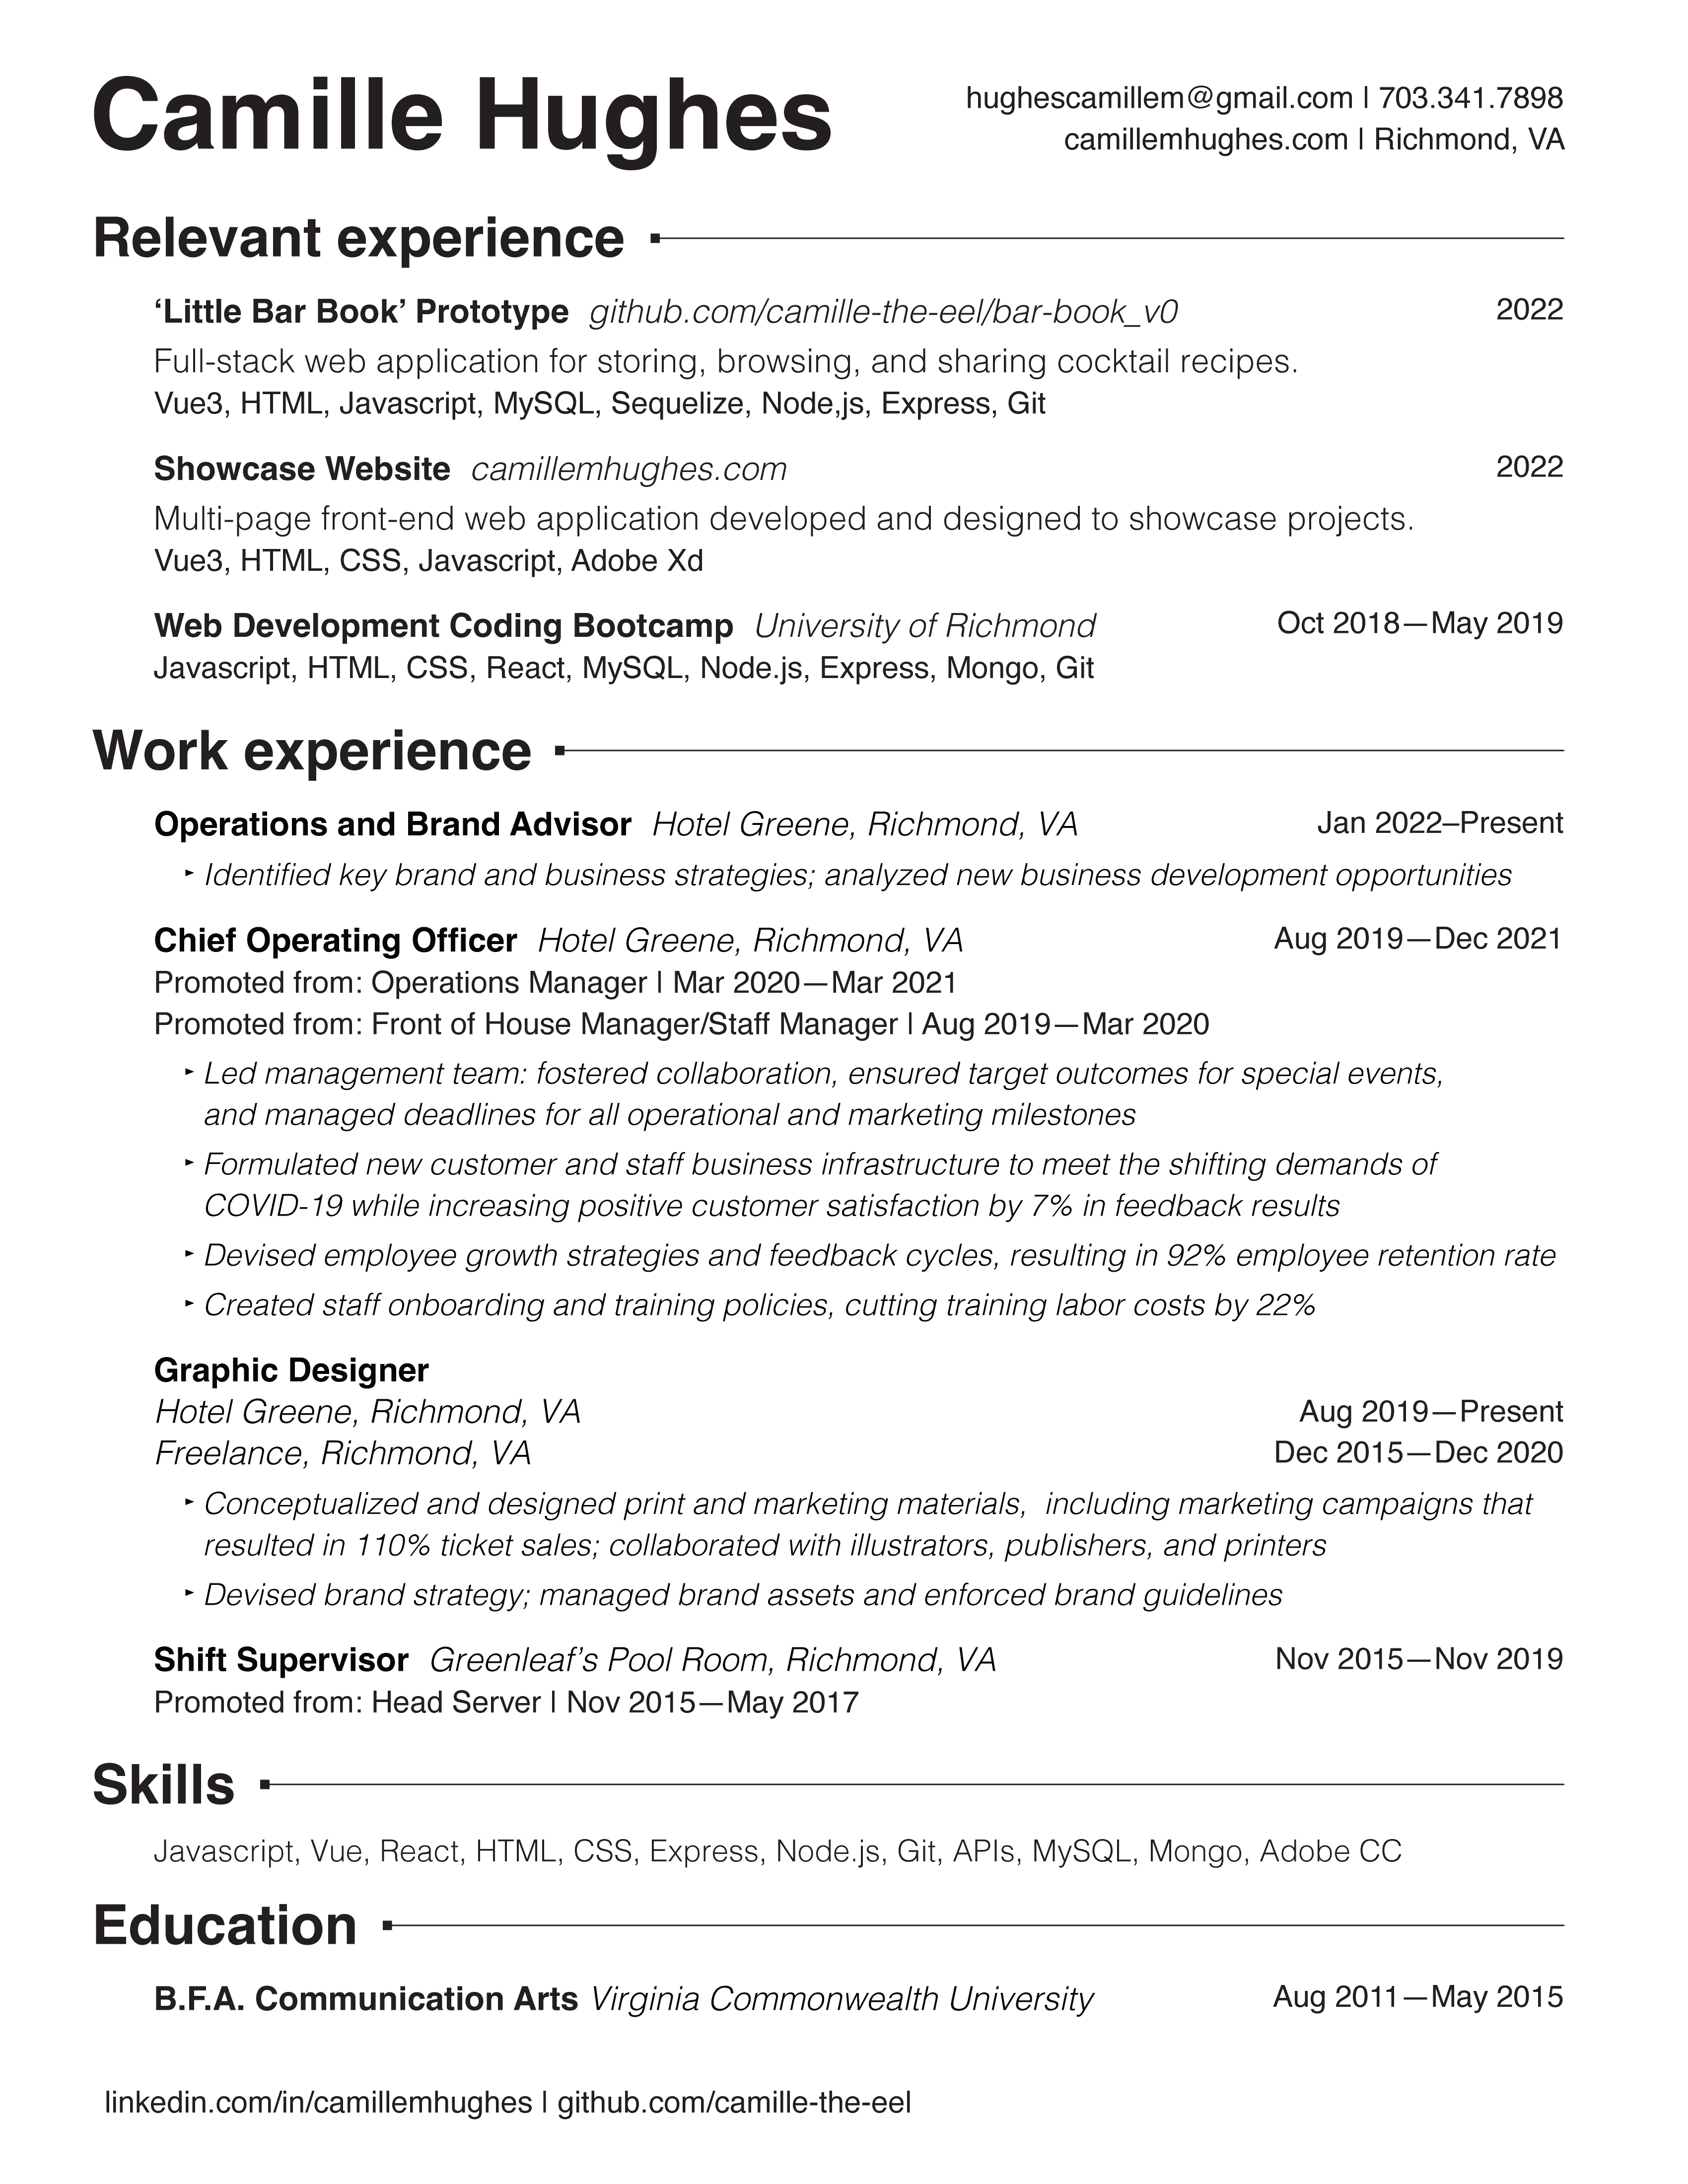 Camille Hughes
hughescamillem@gmail.com | 703.341.7898
camillemhughes.com | Richmond, VA
Relevant experience
‘Little Bar Book’ Prototype github.com/camille-the-eel/bar-book_v0 2022
Full-stack web application for storing, browsing, and sharing cocktail recipes.
Vue3, HTML, Javascript, MySQL, Sequelize, Node,js, Express, Git
Showcase Website camillemhughes.com 2022
Multi-page front-end web application developed and designed to showcase projects.
Vue3, HTML, CSS, Javascript, Adobe Xd
Web Development Coding Bootcamp University of Richmond Oct 2018—May 2019
Javascript, HTML, CSS, React, MySQL, Node.js, Express, Mongo, Git
Work experience
Operations and Brand Advisor Hotel Greene, Richmond, VA Jan 2022–Present
‣ Identified key brand and business strategies; analyzed new business development opportunities
Chief Operating Officer Hotel Greene, Richmond, VA Aug 2019—Dec 2021
Promoted from: Operations Manager | Mar 2020—Mar 2021
Promoted from: Front of House Manager/Staff Manager | Aug 2019—Mar 2020
‣ Led management team: fostered collaboration, ensured target outcomes for special events,
and managed deadlines for all operational and marketing milestones
‣ Formulated new customer and staff business infrastructure to meet the shifting demands of
COVID-19 while increasing positive customer satisfaction by 7% in feedback results
‣ Devised employee growth strategies and feedback cycles, resulting in 92% employee retention rate
‣ Created staff onboarding and training policies, cutting training labor costs by 22%
Graphic Designer
Hotel Greene, Richmond, VA Aug 2019—Present
Freelance, Richmond, VA Dec 2015—Dec 2020
‣ Conceptualized and designed print and marketing materials,  including marketing campaigns that
resulted in 110% ticket sales; collaborated with illustrators, publishers, and printers
‣ Devised brand strategy; managed brand assets and enforced brand guidelines
Shift Supervisor Greenleaf’s Pool Room, Richmond, VA Nov 2015—Nov 2019
Promoted from: Head Server | Nov 2015—May 2017
Skills
Javascript, Vue, React, HTML, CSS, Express, Node.js, Git, APIs, MySQL, Mongo, Adobe CC
Education
B.F.A. Communication Arts Virginia Commonwealth University Aug 2011—May 2015
linkedin.com/in/camillemhughes | github.com/camille-the-eel